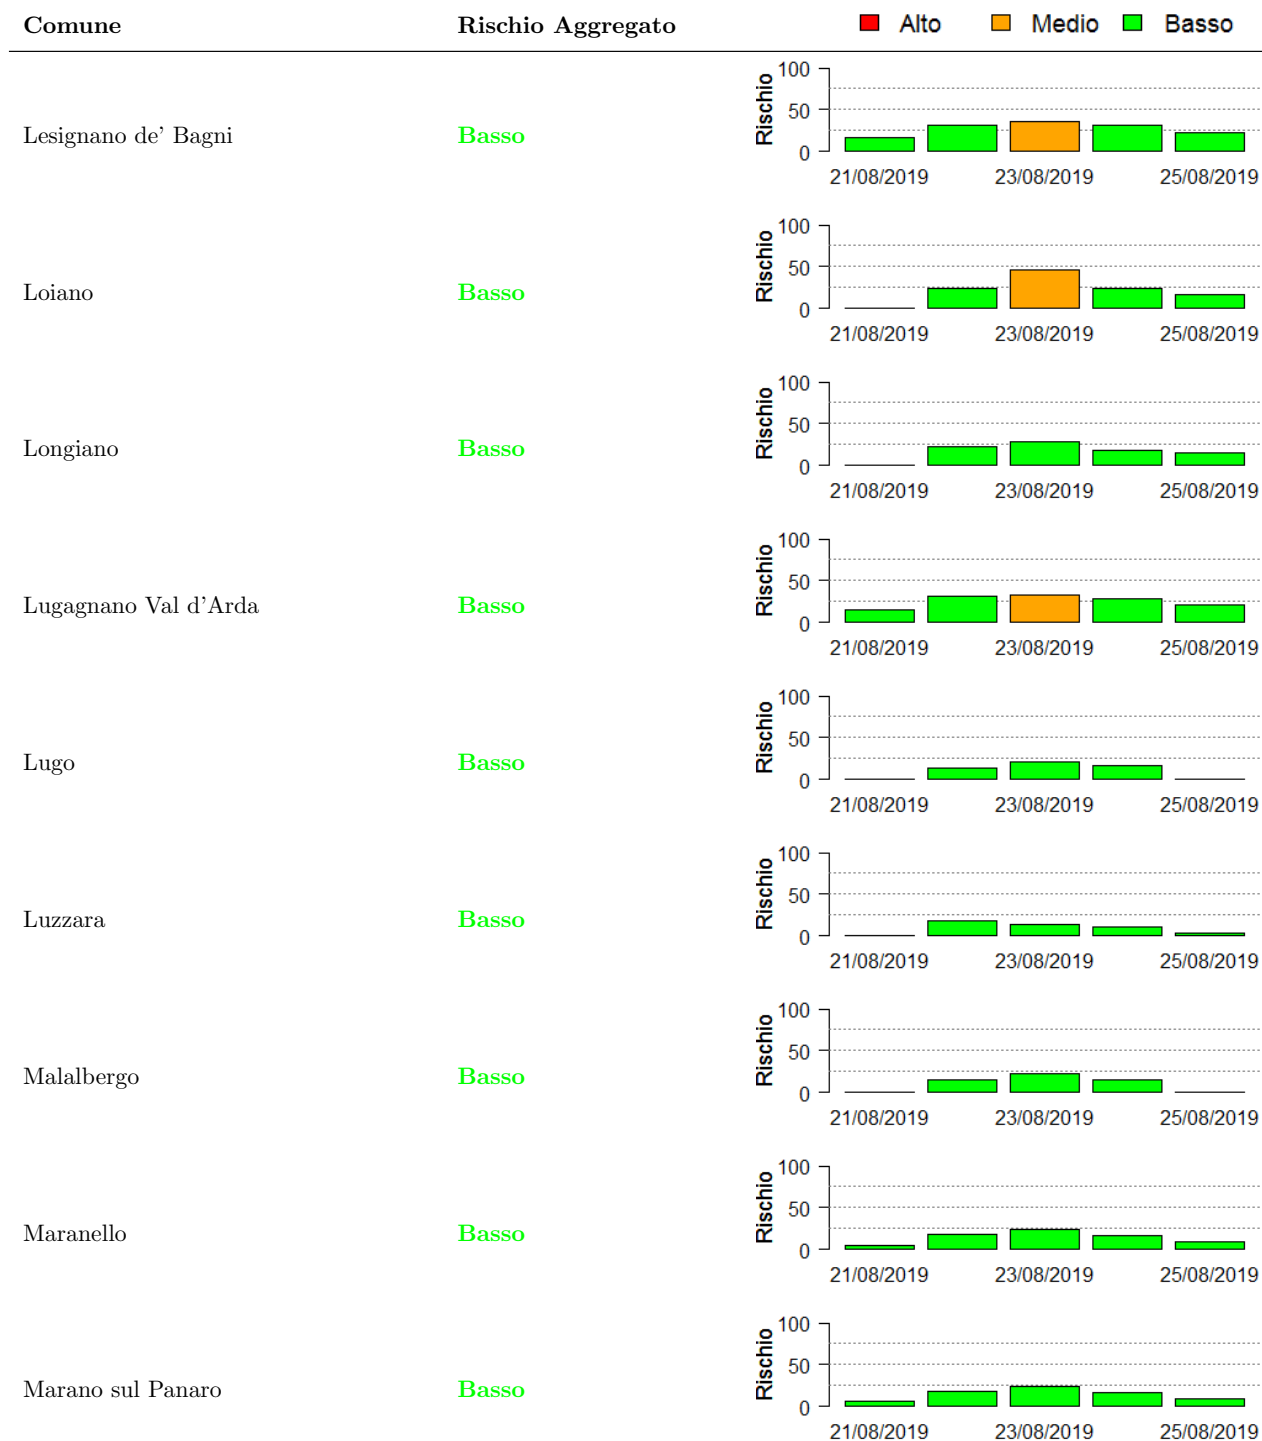 Comune Rischio Aggregato Alto Medio Basso
100
50
0
Rischio
Lesignano de' Bagni Basso
21/08/2019 23/08/2019 25/08/2019
100
50
0
Rischio
Loiano Basso
21/08/2019 23/08/2019 25/08/2019
100
50
0
Rischio
Longiano Basso
21/08/2019 23/08/2019 25/08/2019
100
50
0
Rischio
Lugagnano Val d'Arda Basso
21/08/2019 23/08/2019 25/08/2019
100
50
0
Rischio
Lugo Basso
21/08/2019 23/08/2019 25/08/2019
100
50
0
Rischio
Luzzara Basso
21/08/2019 23/08/2019 25/08/2019
100
50
0
Rischio
Malalbergo Basso
21/08/2019 23/08/2019 25/08/2019
100
50
0
Rischio
Maranello Basso
21/08/2019 23/08/2019 25/08/2019
100
50
0
Rischio
Marano sul Panaro Basso
21/08/2019 23/08/2019 25/08/2019